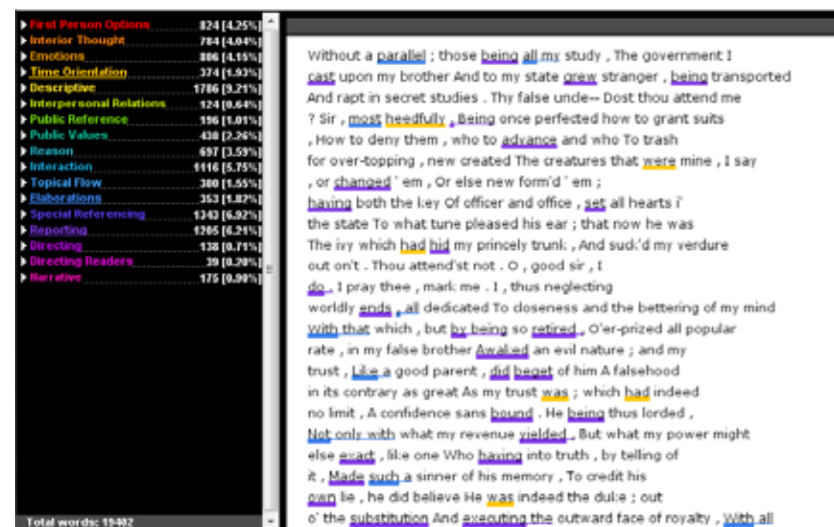 First Person Options 824 [4.25%]
Interior Thought 784 [4.04%]
Emotions 806 [4.15%]
Time Orientation 374 [1.93%]
Descriptive 1786 [9.21%]
Interpersonal Relations 124 [0.64%]
Public Reference 196 [1.01%]
Public Values 438 [2.26%]
Reason 697 [3.59%]
Interaction 1116 [5.75%]
Topical Flow 300 [1.55%]
Elaborations 353 [1.82%]
Special Referencing 1343 [6.92%]
Reporting 1205 [6.21%]
Directing 138 [0.71%]
Directing Readers 39 [0.20%]
Narrative 175 [0.90%]
Total words: 19402
Without a parallel ; those being all my study , The government I
cast upon my brother And to my state grew stranger , being transported
And rapt in secret studies . Thy false uncle-- Dost thou attend me
? Sir , most heedfully . Being once perfected how to grant suits
, How to deny them , who to advance and who To trash
for over-topping , new created The creatures that were mine , I say
, or changed ' em , Or else new form'd ' em ;
having both the key Of officer and office , set all hearts i'
the state To what tune pleased his ear ; that now he was
The ivy which had hid my princely trunk , And suck'd my verdure
out on't . Thou attend'st not . O , good sir , I
do . I pray thee , mark me . I , thus neglecting
worldly ends , all dedicated To closeness and the bettering of my mind
With that which , but by being so retired , O'er-prized all popular
rate , in my false brother Awaked an evil nature ; and my
trust , Like a good parent , did beget of him A falsehood
in its contrary as great As my trust was ; which had indeed
no limit , A confidence sans bound . He being thus lorded ,
Not only with what my revenue yielded , But what my power might
else exact , like one Who having into truth , by telling of
it , Made such a sinner of his memory , To credit his
own lie , he did believe He was indeed the duke ; out
o' the substitution And executing the outward face of royalty , With all